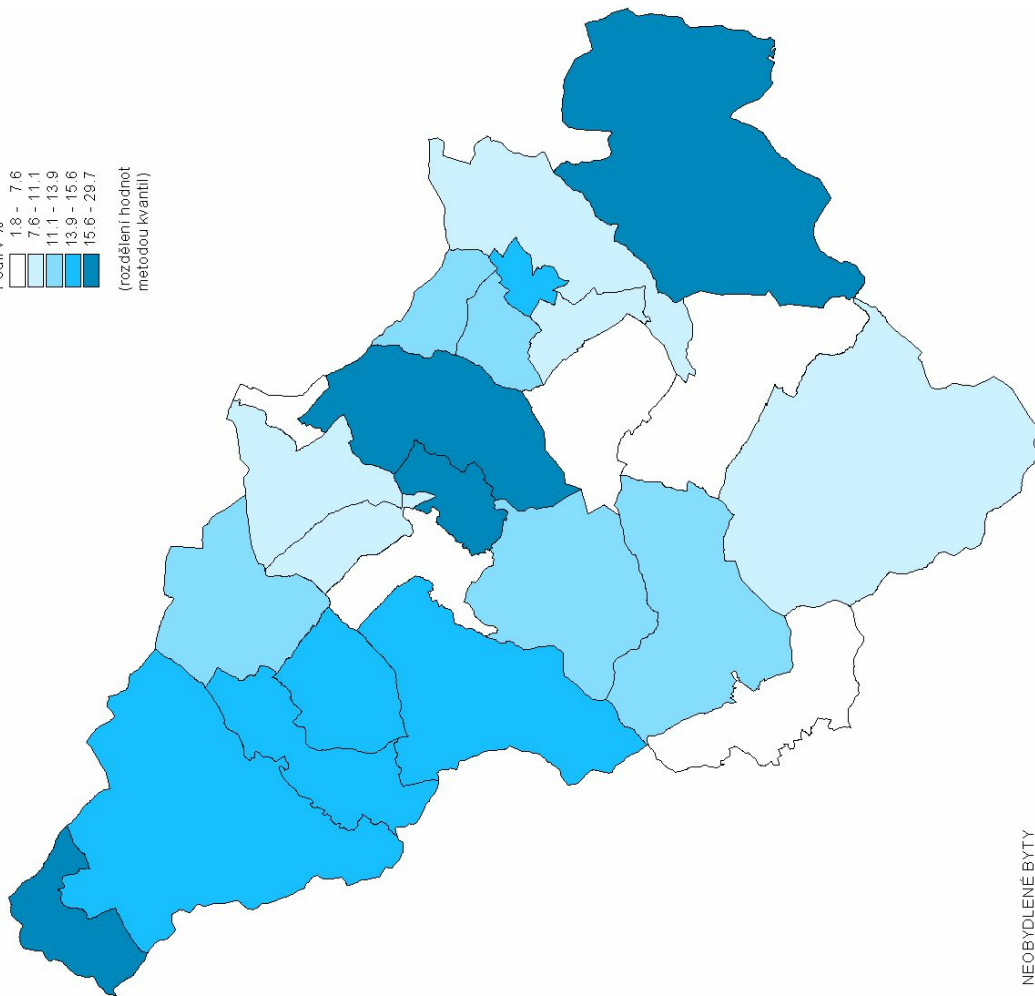 1.8 - 7.6
7.6 - 11.1
11.1 - 13.9
13.9 - 15.6
15.6 - 29.7
(rozdělení hodnot
metodou kvantil)
NEOBYDLENÉ BYTY